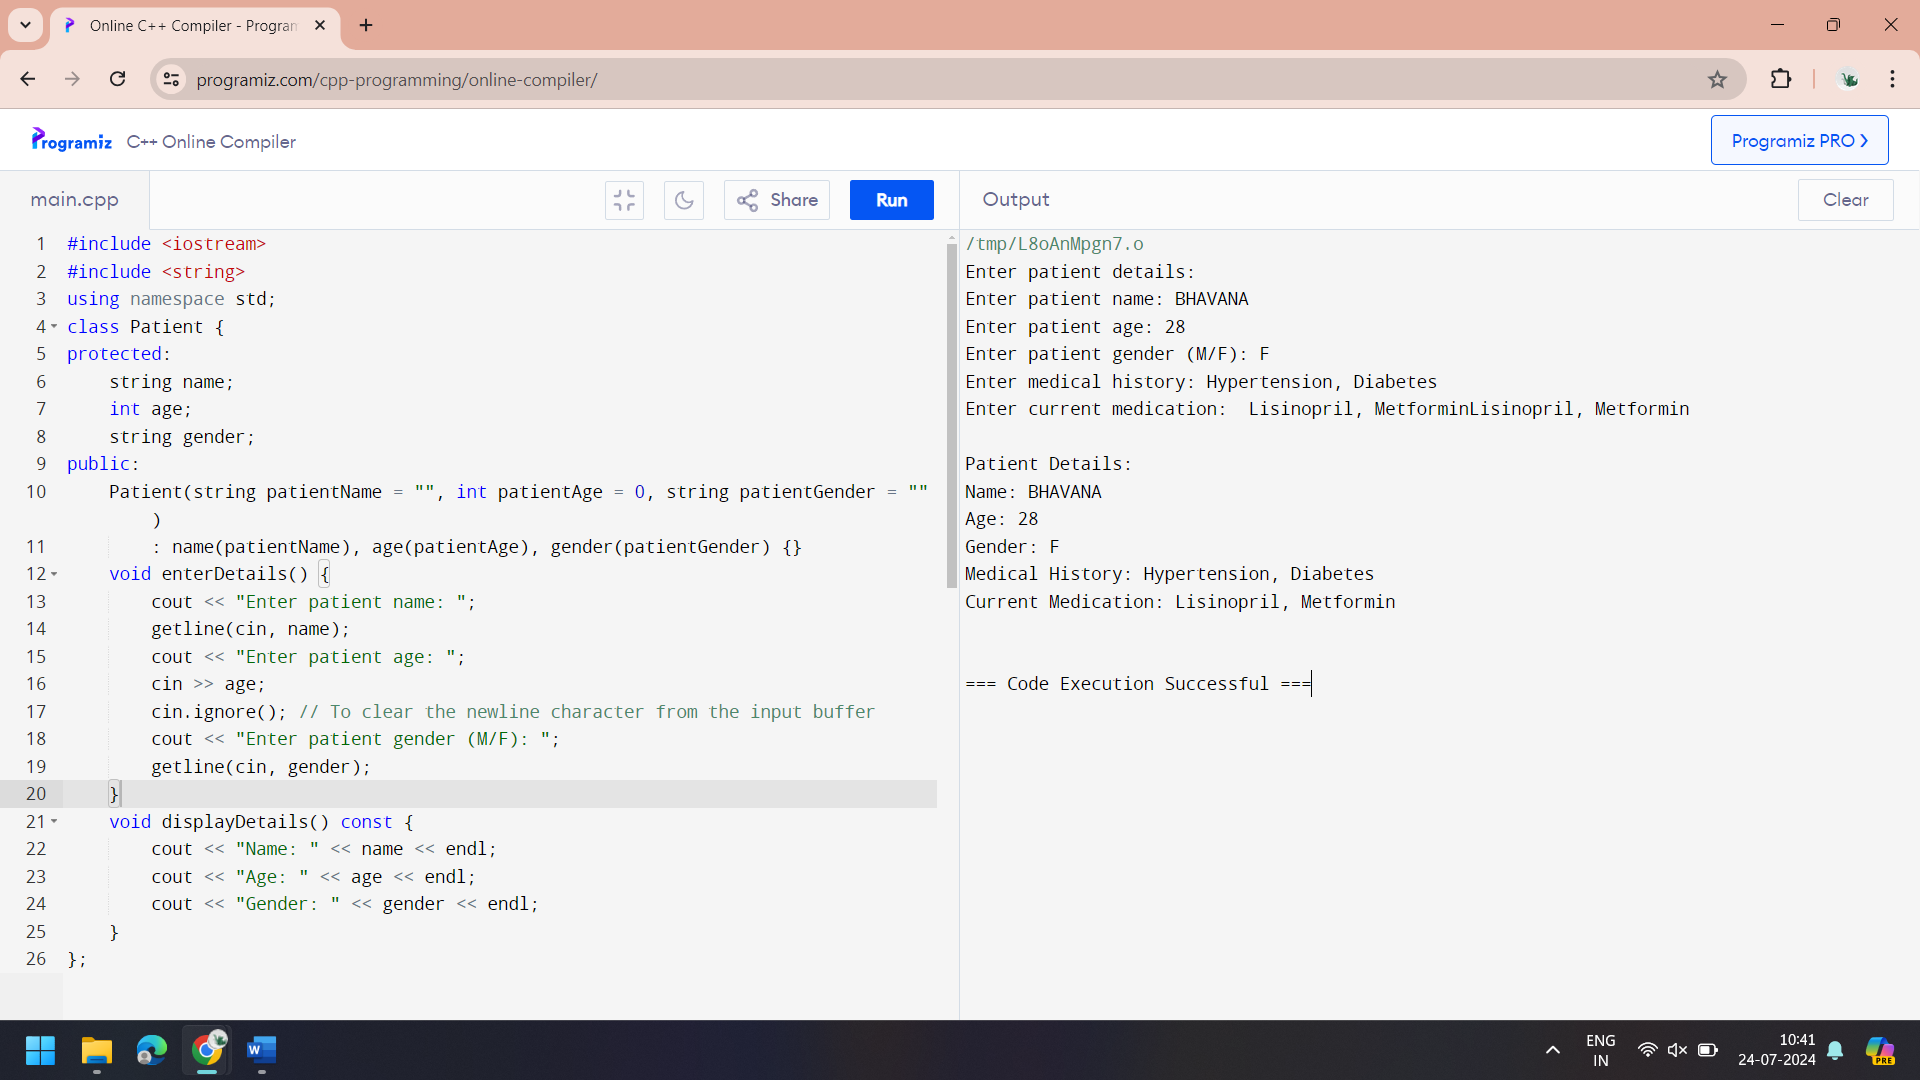 Online C++ Compiler - Program
programiz.com/cpp-programming/online-compiler/
Programiz C++ Online Compiler
Programiz PRO >
main.cpp
Share
Run
Output
Clear
1 #include <iostream>
2 #include <string>
3 using namespace std;
4 class Patient {
5 protected:
6     string name;
7     int age;
8     string gender;
9 public:
10     Patient(string patientName = "", int patientAge = 0, string patientGender = ""
)
11         : name(patientName), age(patientAge), gender(patientGender) {}
12     void enterDetails() {
13         cout << "Enter patient name: ";
14         getline(cin, name);
15         cout << "Enter patient age: ";
16         cin >> age;
17         cin.ignore(); // To clear the newline character from the input buffer
18         cout << "Enter patient gender (M/F): ";
19         getline(cin, gender);
20     }
21     void displayDetails() const {
22         cout << "Name: " << name << endl;
23         cout << "Age: " << age << endl;
24         cout << "Gender: " << gender << endl;
25     }
26 };
/tmp/L8oAnMpgn7.o
Enter patient details:
Enter patient name: BHAVANA
Enter patient age: 28
Enter patient gender (M/F): F
Enter medical history: Hypertension, Diabetes
Enter current medication:  Lisinopril, MetforminLisinopril, Metformin
Patient Details:
Name: BHAVANA
Age: 28
Gender: F
Medical History: Hypertension, Diabetes
Current Medication: Lisinopril, Metformin
=== Code Execution Successful ===
W
ENG
IN
10:41
24-07-2024
PRE